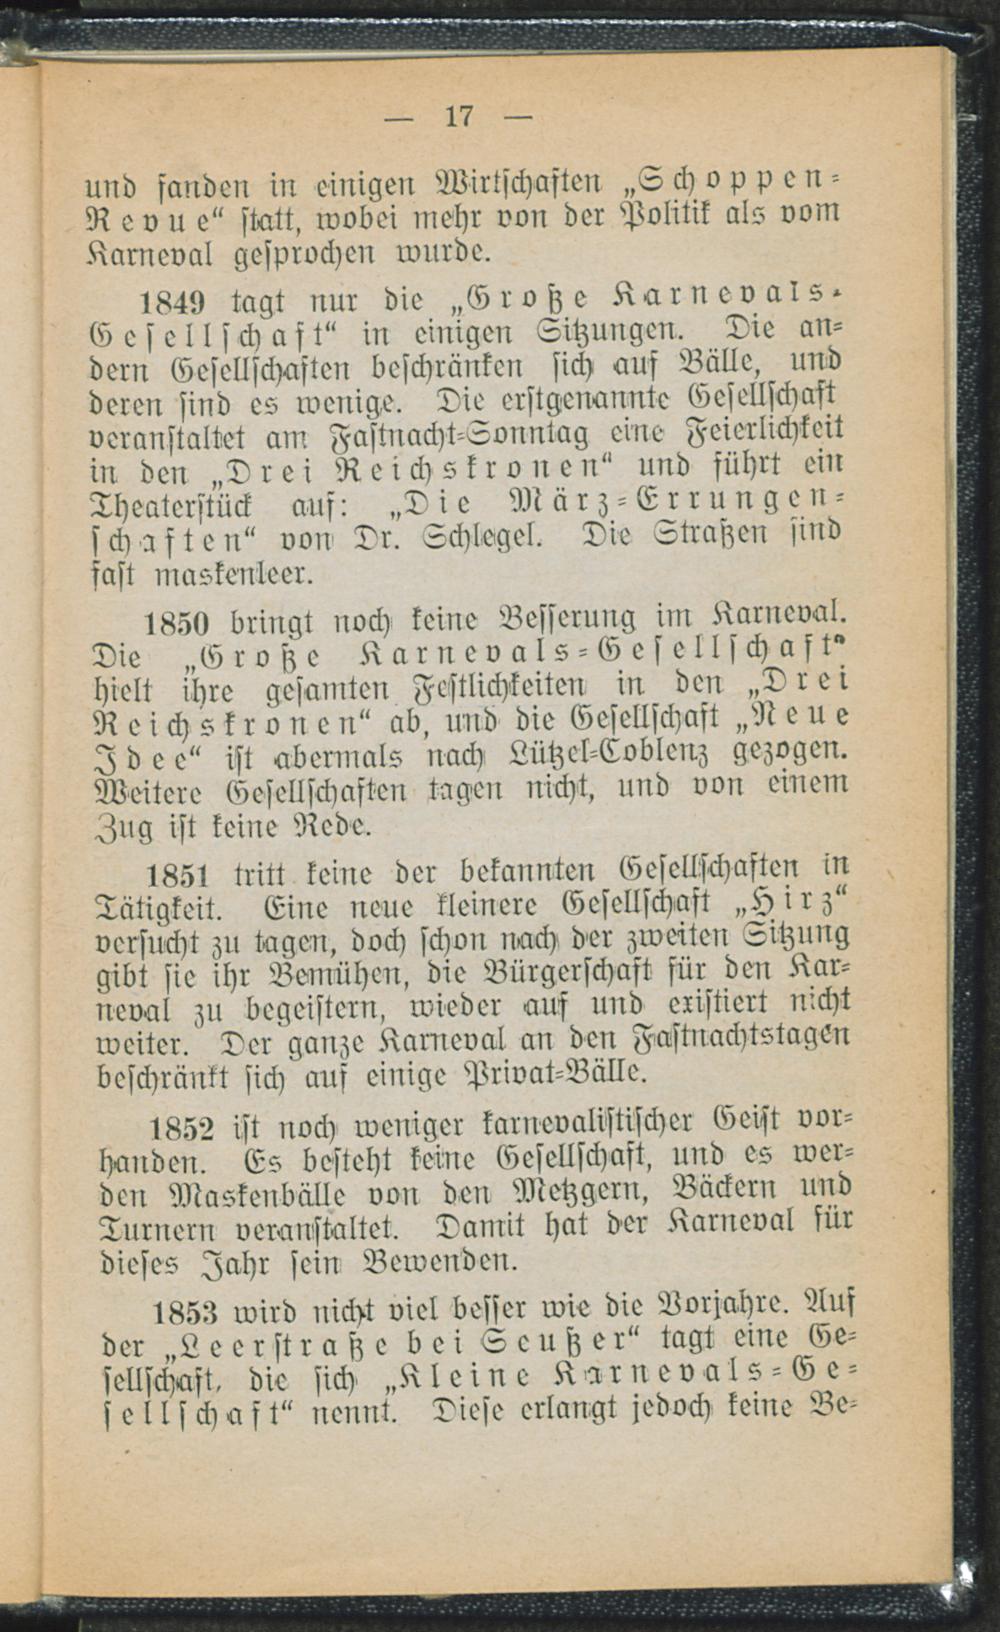 — 17 —
und fanden in einigen Wirtschaften „Schoppen-
Revue“ statt, wobei mehr von der Politik als vom
Karneval gesprochen wurde.
1849 tagt nur die „Große Karnevals-
Gesellschaft“ in einigen Sitzungen. Die an-
dern Gesellschaften beschränken sich auf Bälle, und
deren sind es wenige. Die erstgenannte Gesellschaft
veranstaltet am Fastnacht-Sonntag eine Feierlichkeit
in den „Drei Reichskronen“ und führt ein
Theaterstück auf: „Die März-Errungen-
schaften“ von Dr. Schlegel. Die Straßen sind
fast maskenleer.
1850 bringt noch keine Besserung im Karneval.
Die „Große Karnevals-Gesellschaft“
hielt ihre gesamten Festlichkeiten in den „Drei
Reichskronen“ ab, und die Gesellschaft „Neue
Idee“ ist abermals nach Lützel-Coblenz gezogen.
Weitere Gesellschaften tagen nicht, und von einem
Zug ist keine Rede.
1851 tritt keine der bekannten Gesellschaften in
Tätigkeit. Eine neue kleinere Gesellschaft „Hirz“
versucht zu tagen, doch schon nach der zweiten Sitzung
gibt sie ihr Bemühen, die Bürgerschaft für den Kar-
neval zu begeistern, wieder auf und existiert nicht
weiter. Der ganze Karneval an den Fastnachtstagen
beschränkt sich auf einige Privat-Bälle.
1852 ist noch weniger karnevalistischer Geist vor-
handen. Es besteht keine Gesellschaft, und es wer-
den Maskenbälle von den Metzgern, Bäckern und
Turnern veranstaltet. Damit hat der Karneval für
dieses Jahr sein Bewenden.
1853 wird nicht viel besser wie die Vorjahre. Auf
der „Leerstraße bei Seußer“ tagt eine Ge-
sellschaft, die sich „Kleine Karnevals-Ge-
sellschaft“ nennt. Diese erlangt jedoch keine Be-